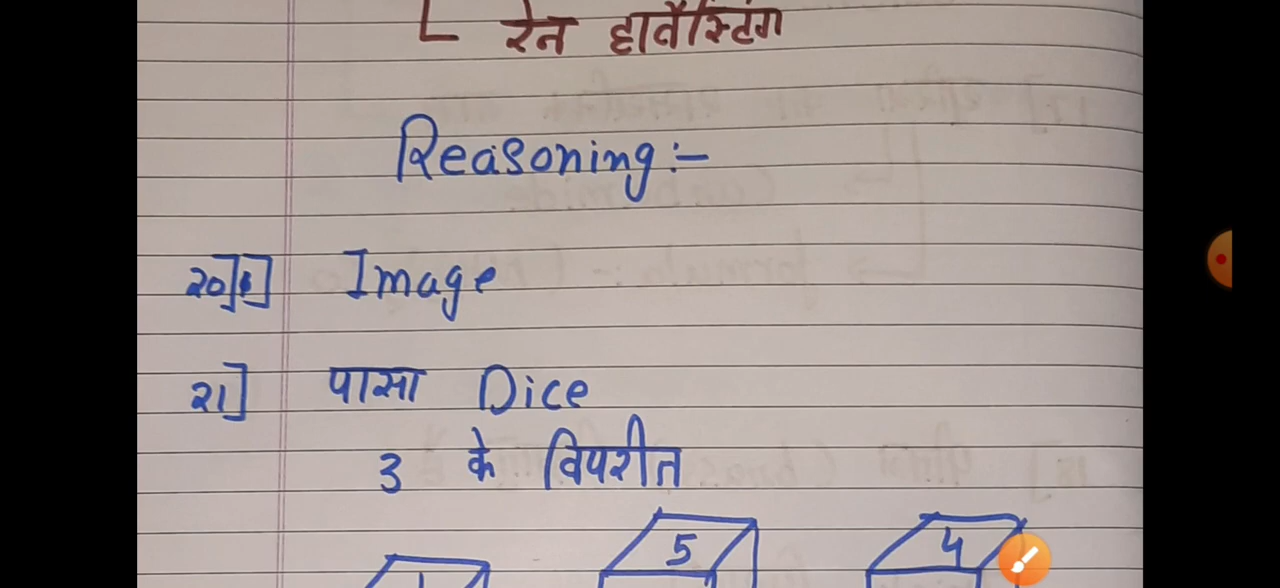 रेन हार्वेस्टिंग
Reasoning:-
२०] Image
२१] पासा Dice
3 के विपरीत
5 4